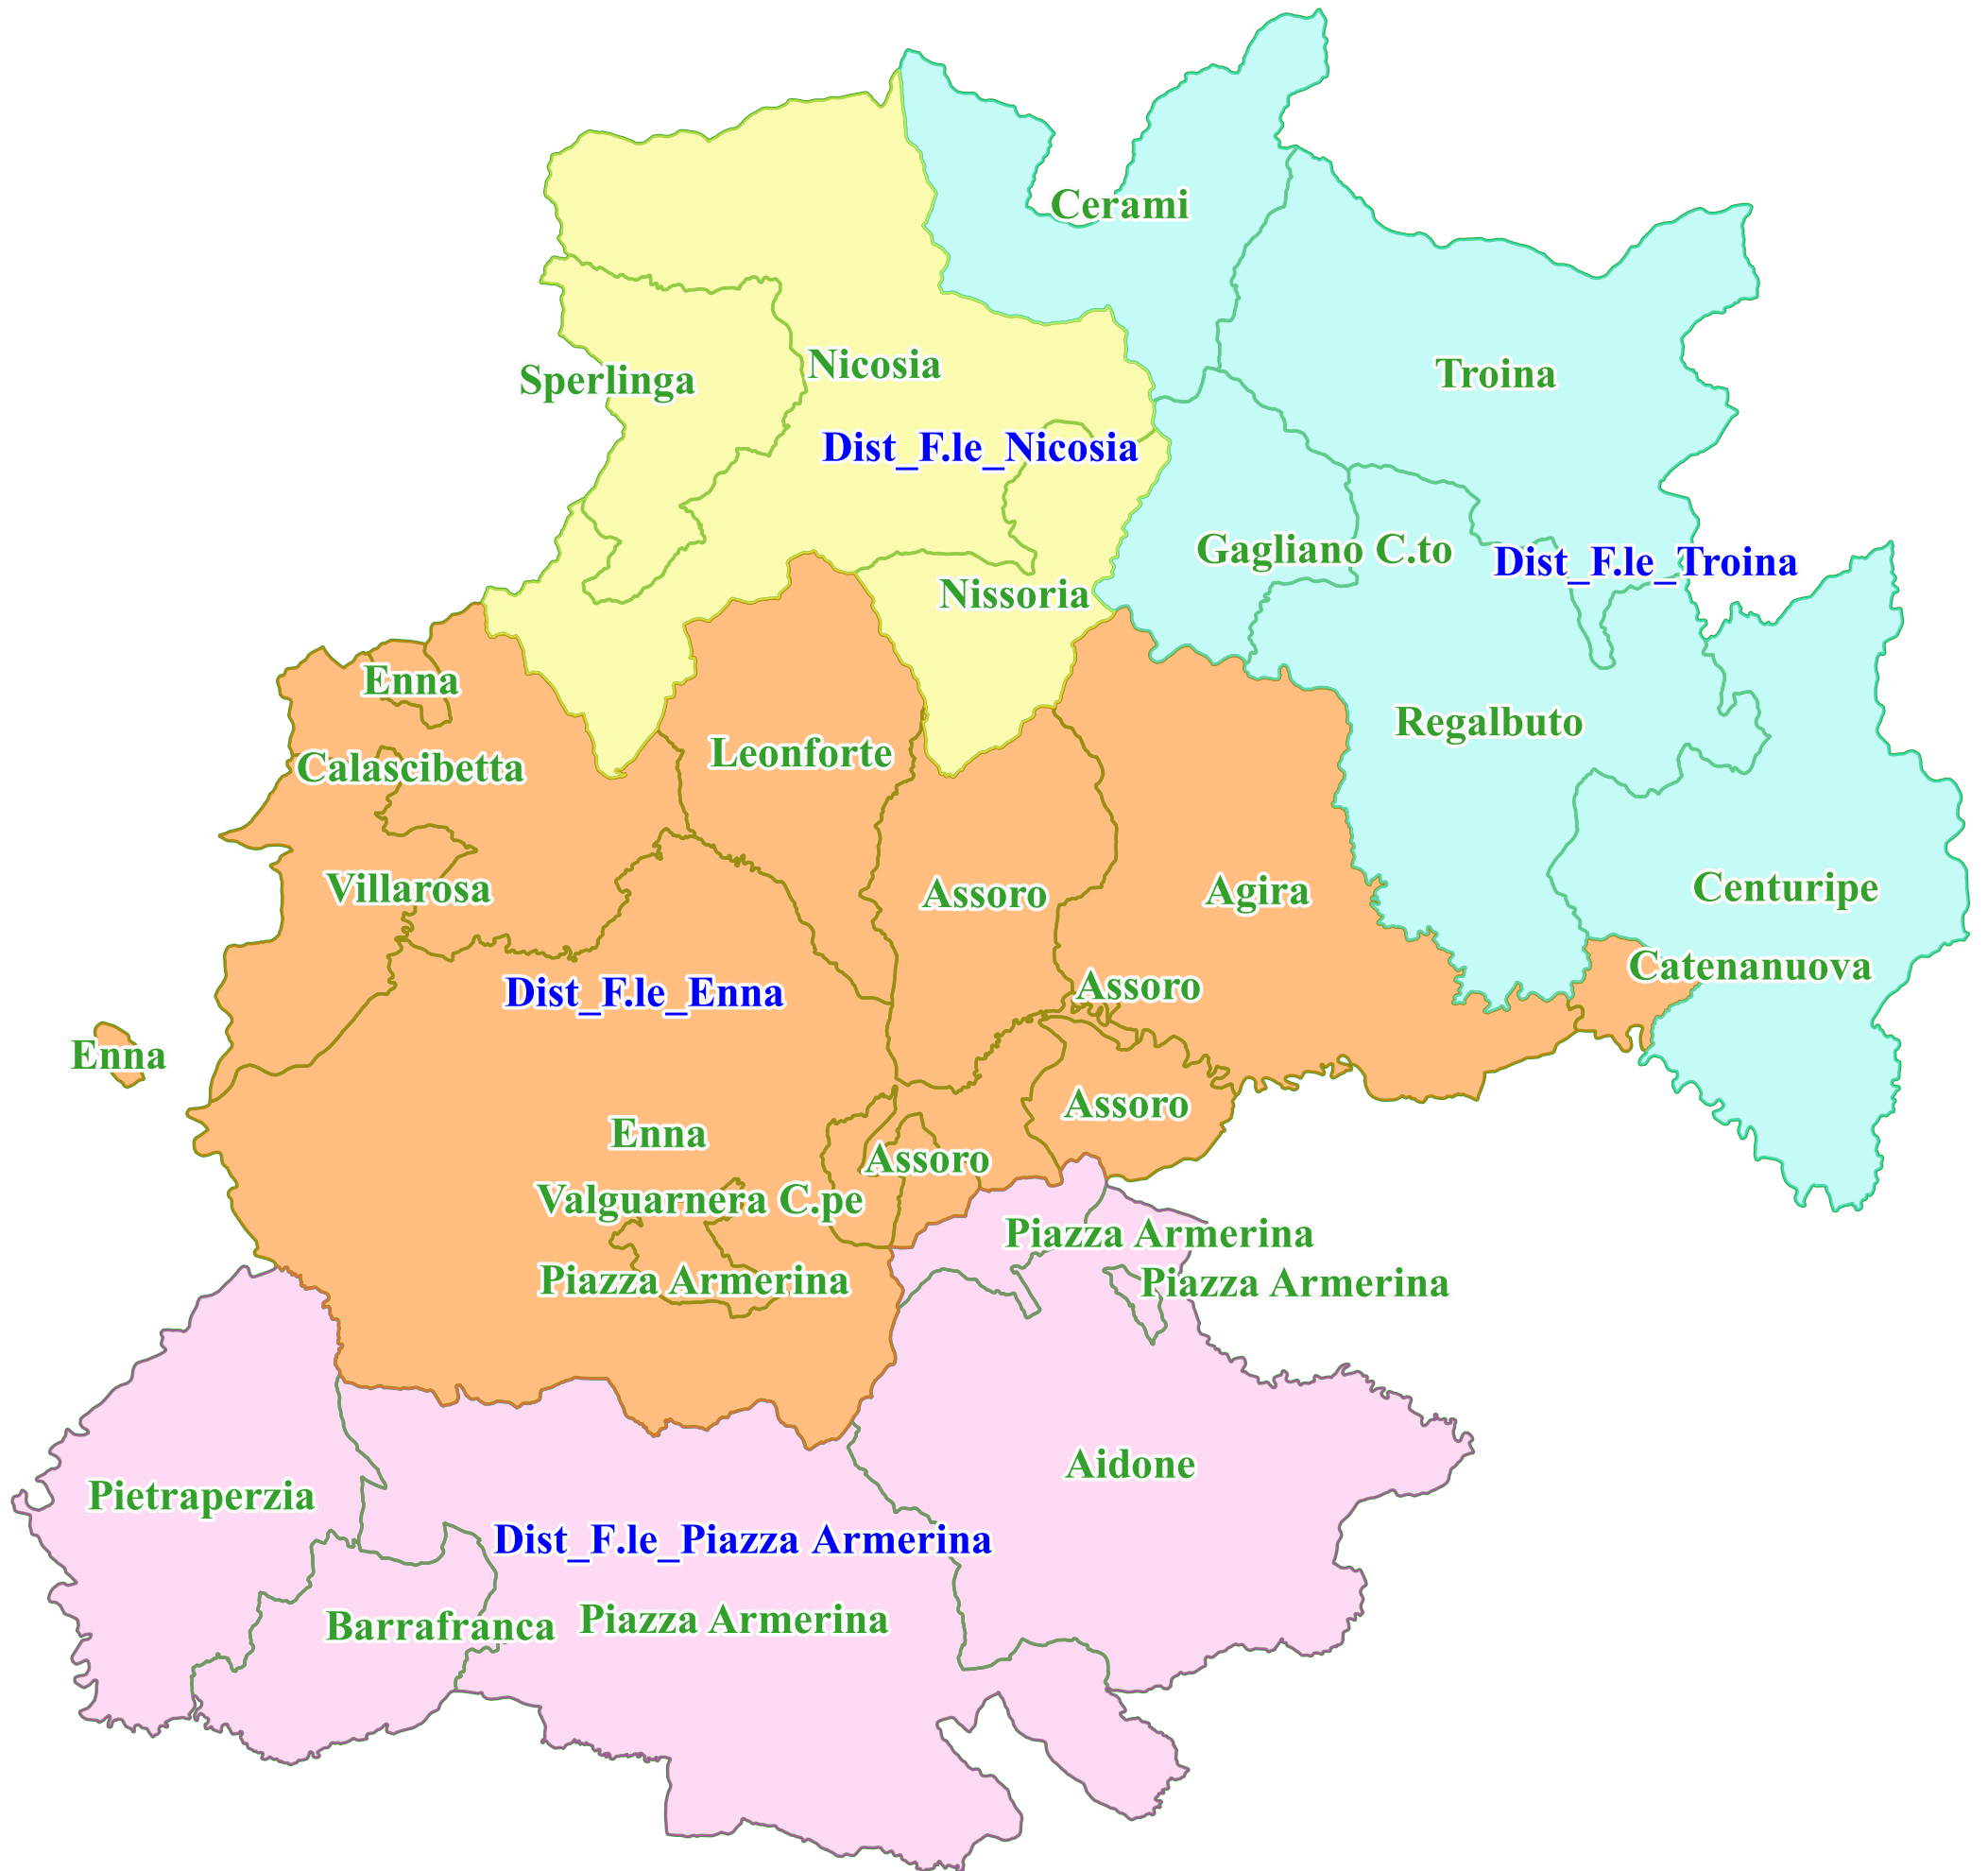 Cerami
Nicosia
Troina
Sperlinga
Dist_F.le_Nicosia
Gagliano C.to
Dist_F.le_Troina
Nissoria
Enna
Regalbuto
Leonforte
Calascibetta
Villarosa
Assoro
Agira
Centuripe
Catenanuova
Dist_F.le_Enna
Assoro
Enna
Assoro
Enna
Assoro
Valguarnera C.pe
Piazza Armerina
Piazza Armerina
Piazza Armerina
Aidone
Pietraperzia
Dist_F.le_Piazza Armerina
Piazza Armerina
Barrafranca